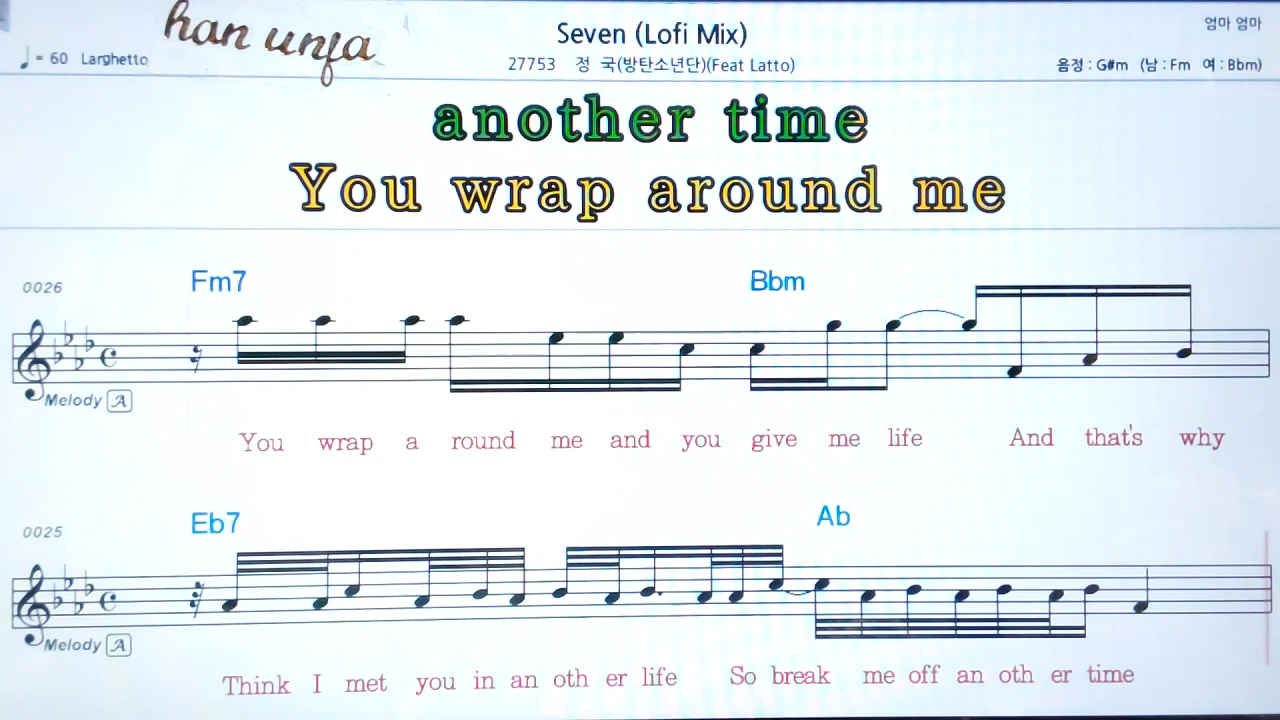 han unfa
Seven (Lofi Mix)
엄마 엄마
♩= 60 Larghetto
27753 정 국(방탄소년단)(Feat Latto)
음정 : G#m (남 : Fm 여 : Bbm)
another time
You wrap around me
0026
Fm7 Bbm
Melody A
You wrap a round me and you give me life And that's why
0025
Eb7 Ab
Melody A
Think I met you in an oth er life So break me off an oth er time